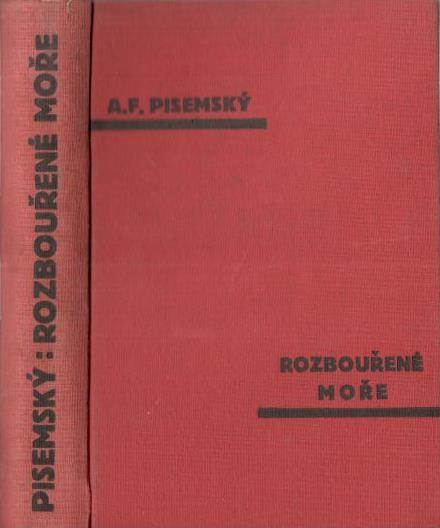 PISEMSKÝ: ROZBOUŘENÉ MOŘE
A.F. PISEMSKÝ
ROZBOUŘENÉ
MOŘE